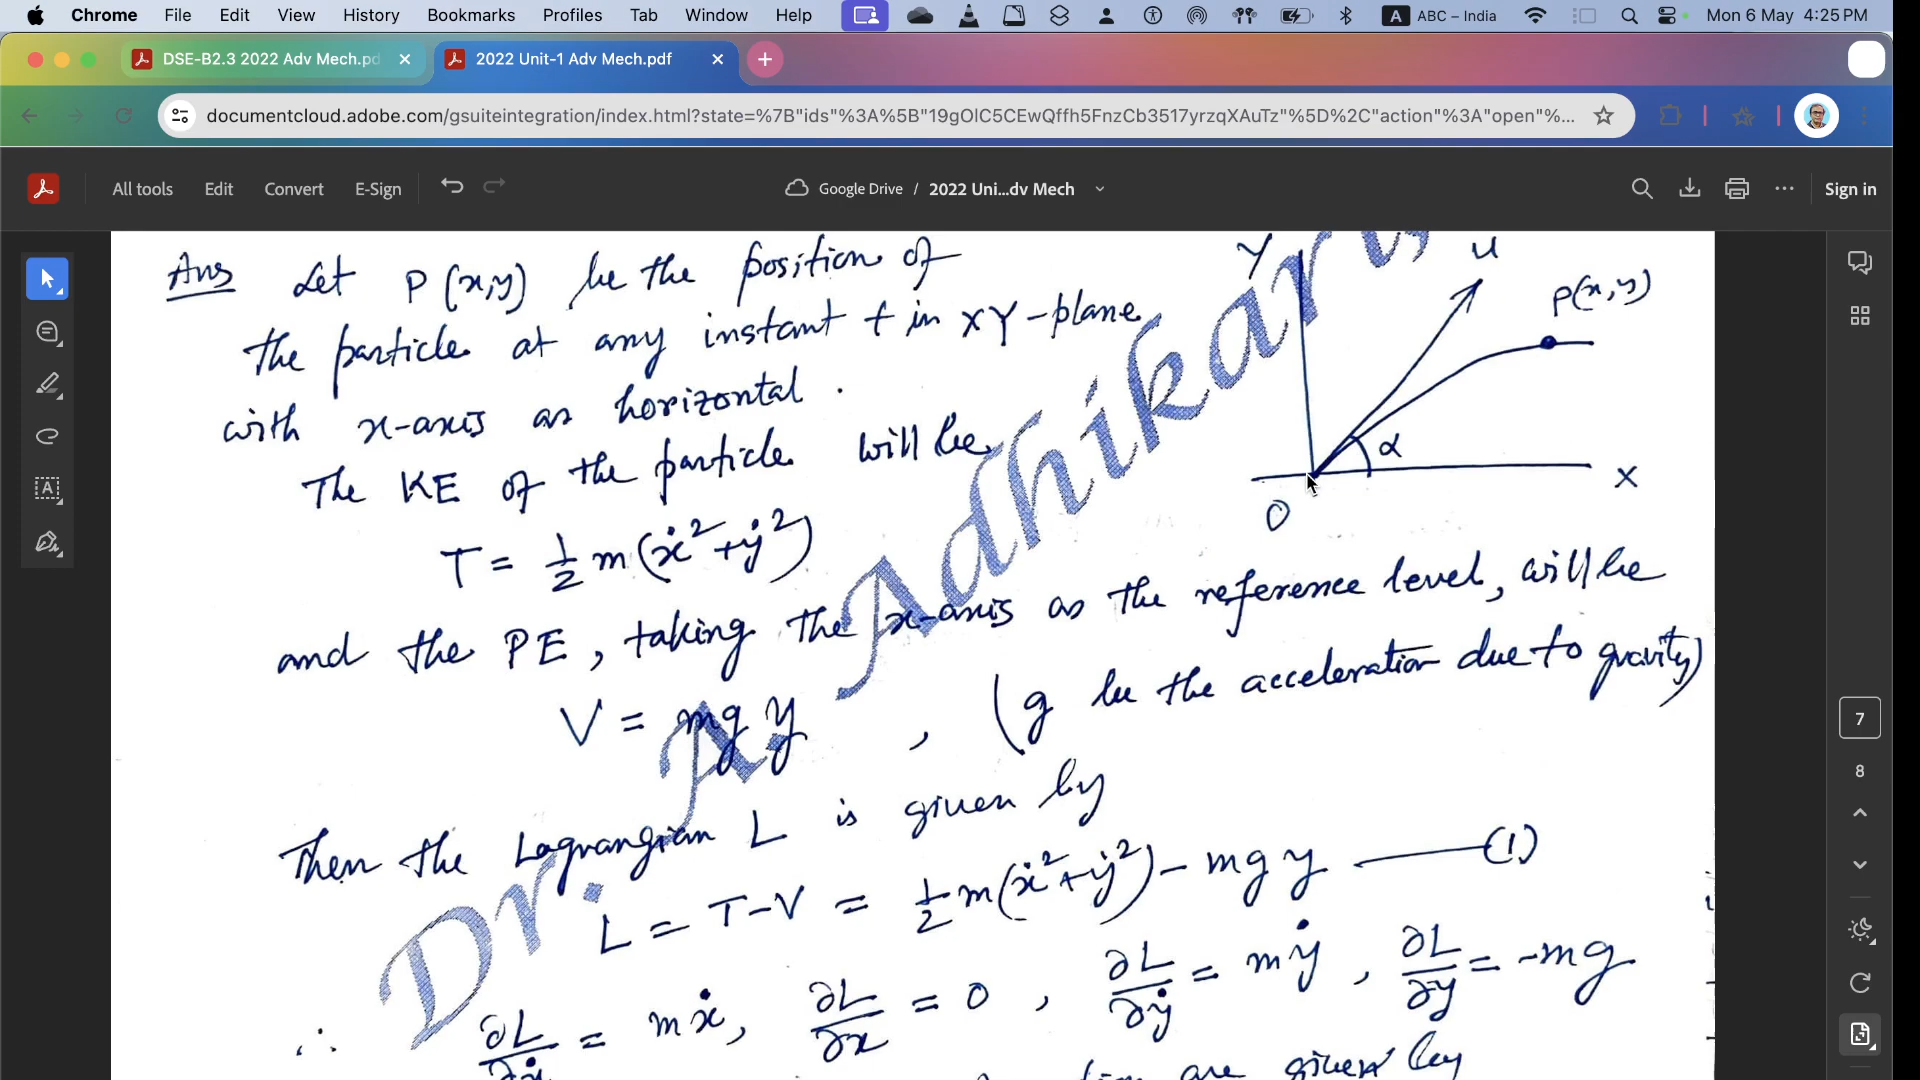 Chrome File Edit View History Bookmarks Profiles Tab Window Help A ABC – India Mon 6 May 4:25 PM
DSE-B2.3 2022 Adv Mech.pd 2022 Unit-1 Adv Mech.pdf
documentcloud.adobe.com/gsuiteintegration/index.html?state=%7B"ids"%3A%5B"19gOlC5CEwQffh5FnzCb3517yrzqXAuTz"%5D%2C"action"%3A"open"%...
All tools Edit Convert E-Sign Google Drive / 2022 Uni...dv Mech Sign in
Ans Let P(x,y) be the position of
the particle at any instant t in XY-plane
with x-axis as horizontal.
Y u P(x,y)
α X
O
The KE of the particle will be
T = 1/2 m(ẋ²+ẏ²)
and the PE, taking the x-axis as the reference level, will be
V = mgy, (g be the acceleration due to gravity)
Then the Lagrangian L is given by
L = T-V = 1/2 m(ẋ²+ẏ²) - mgy —(1)
∴ ∂L/∂ẋ = mẋ, ∂L/∂x = 0, ∂L/∂ẏ = mẏ, ∂L/∂y = -mg
are given by
Dr. A. Adhikary
7
8